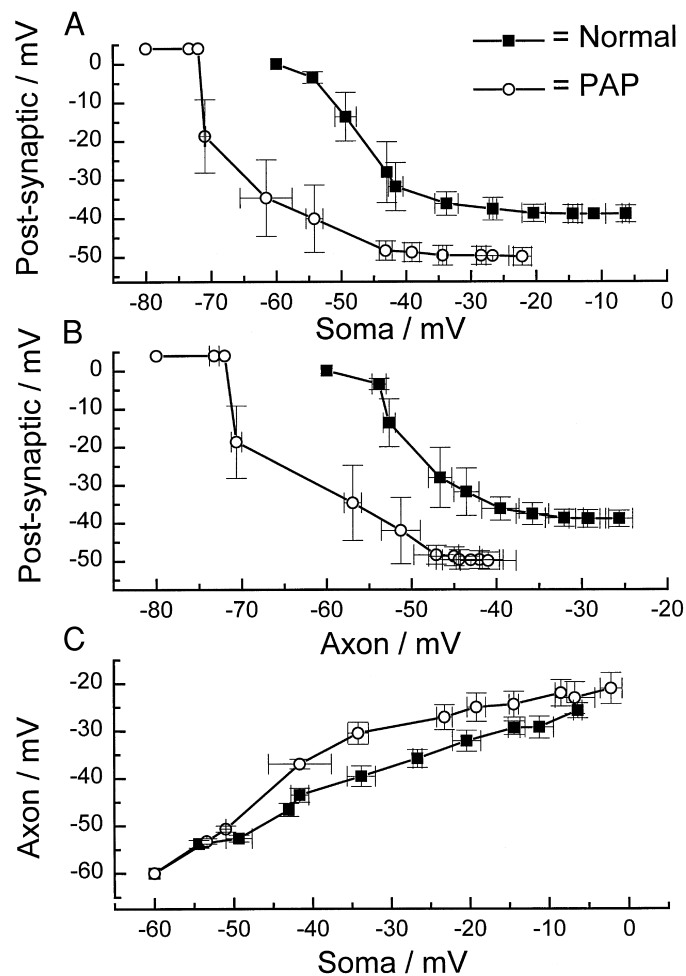 A
= Normal
= PAP
Post-synaptic / mV
0
-10
-20
-30
-40
-50
-80 -70 -60 -50 -40 -30 -20 -10 0
Soma / mV
B
Post-synaptic / mV
0
-10
-20
-30
-40
-50
-80 -70 -60 -50 -40 -30 -20
Axon / mV
C
Axon / mV
-20
-30
-40
-50
-60
-60 -50 -40 -30 -20 -10 0
Soma / mV